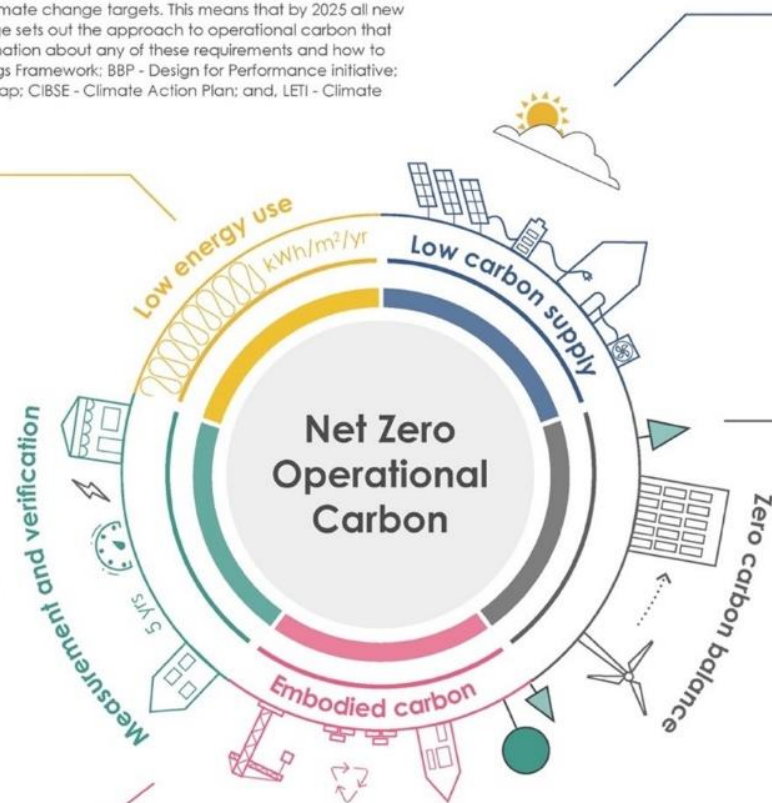 mate change targets. This means that by 2025 all new
ge sets out the approach to operational carbon that
nation about any of these requirements and how to
gs Framework; BBP - Design for Performance initiative;
ap; CIBSE - Climate Action Plan; and, LETI - Climate
Low energy use
kWh/m²/yr
Low carbon supply
Net Zero
Operational
Carbon
Measurement and verification
5 yrs
Zero carbon balance
Embodied carbon